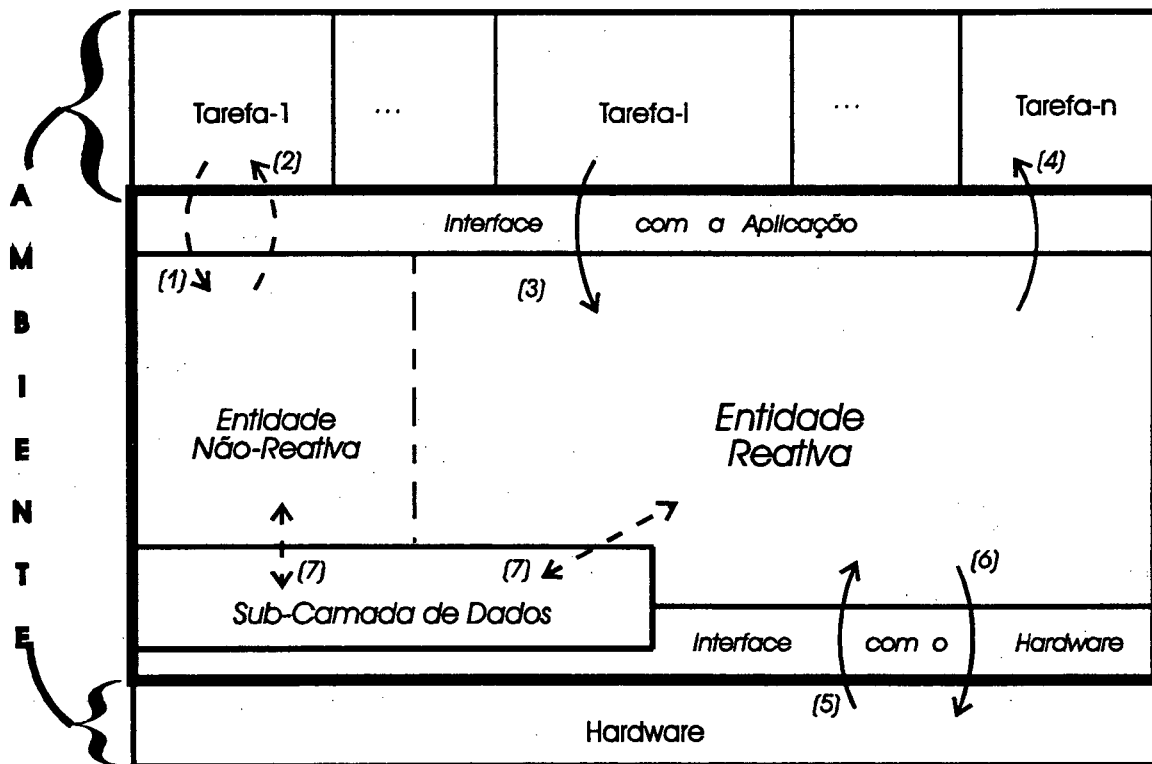 Tarefa-1
...
Tarefa-i
...
Tarefa-n
(2)
(4)
Interface com a Aplicação
(1)
(3)
AMBIENTE
Entidade
Não-Reativa
Entidade
Reativa
(7)
(7)
(6)
Sub-Camada de Dados
Interface com o Hardware
(5)
Hardware